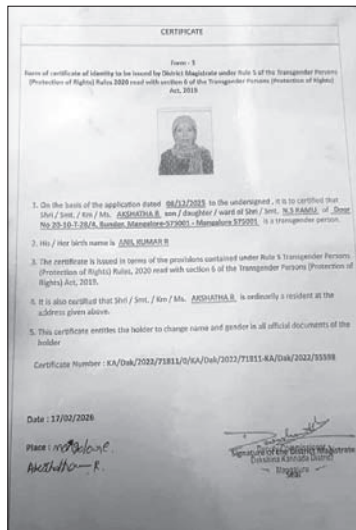 CERTIFICATE
Form - 3
Form of certificate of identity to be issued by District Magistrate under Rule 5 of the Transgender Persons
(Protection of Rights) Rules, 2020 read with section 6 of the Transgender Persons (Protection of Rights)
Act, 2019
1. On the basis of the application dated 08/12/2025 to the undersigned, it is to certified that
Shri / Smt. / Km / Ms. AKSHATHA R son / daughter / ward of Shri / Smt. N.S RAMU of Door
No 20-10-7-28/4, Bunder, Mangalore-575001 - Mangalore 575001 is a transgender person.
2. His / Her birth name is ANIL KUMAR R
3. The certificate is issued in terms of the provisions contained under Rule 5 Transgender Persons
(Protection of Rights) Rules, 2020 read with section 6 of the Transgender Persons (Protection of Rights)
Act, 2019.
4. It is also certified that Shri / Smt. / Km / Ms. AKSHATHA R is ordinarily a resident at the
address given above.
5. This certificate entitles the holder to change name and gender in all official documents of the
holder
Certificate Number : KA/Dak/2022/71811/0/KA/Dak/2022/71811-KA/Dak/2022/35598
Date : 17/02/2026
Place : mangalore.
Akshatha R.
Deputy Commissioner
Signature of the District Magistrate
Dakshina Kannada District
Seal